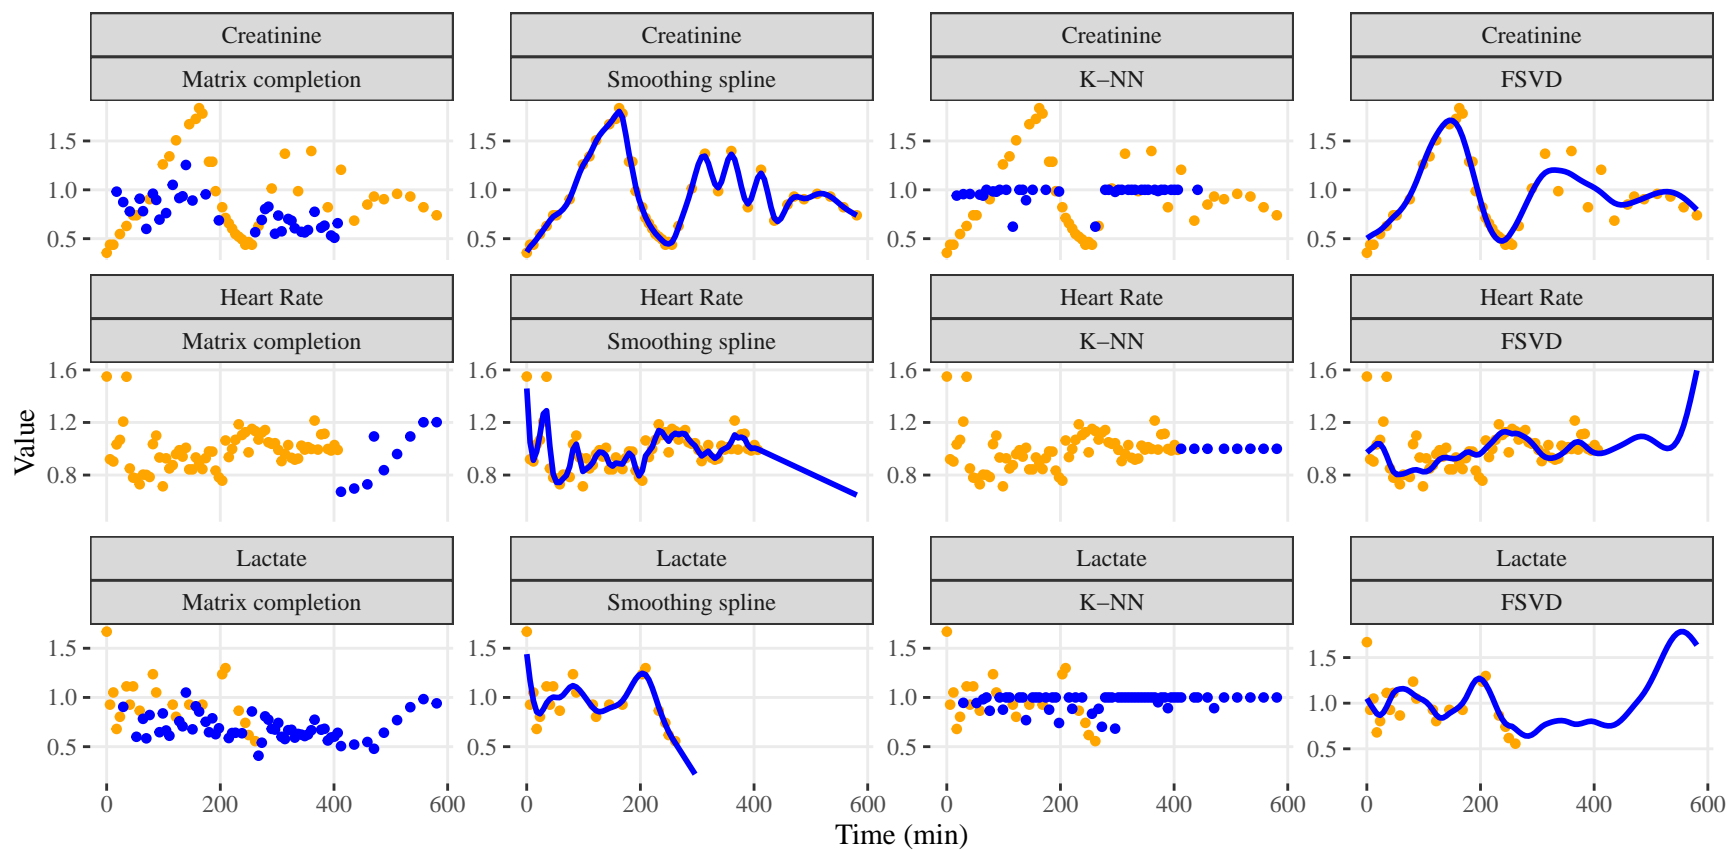 Creatinine Creatinine Creatinine Creatinine
Matrix completion Smoothing spline K−NN FSVD
1.5 1.5 1.5 1.5
1.0 1.0 1.0 1.0
0.5 0.5 0.5 0.5
Heart Rate Heart Rate Heart Rate Heart Rate
Matrix completion Smoothing spline K−NN FSVD
1.6 1.6 1.6 1.6
1.2 1.2 1.2 1.2
0.8 0.8 0.8 0.8
Value
Lactate Lactate Lactate Lactate
Matrix completion Smoothing spline K−NN FSVD
1.5 1.5 1.5 1.5
1.0 1.0 1.0 1.0
0.5 0.5 0.5 0.5
0 200 400 600 0 200 400 600 0 200 400 600 0 200 400 600
Time (min)